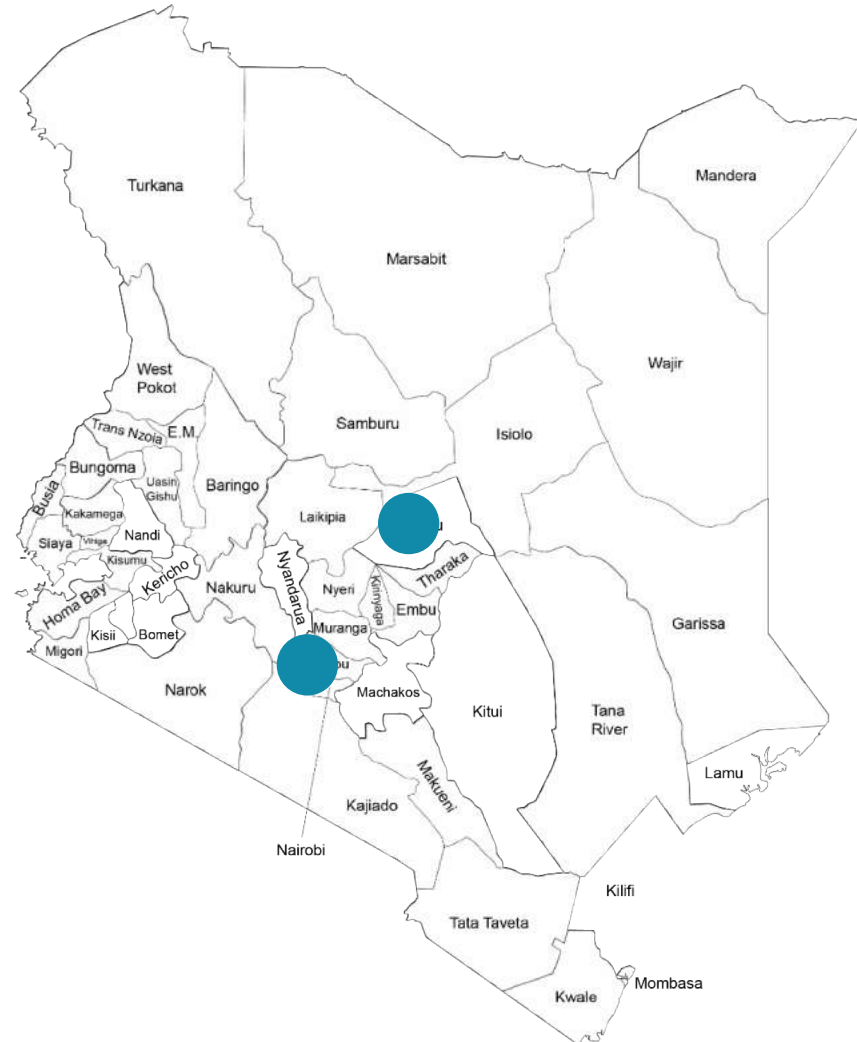 Turkana
Mandera
Marsabit
Wajir
West
Pokot
Samburu
Isiolo
Trans Nzoia
E.M.
Bungoma
Uasin
Gishu
Baringo
Busia
Laikipia
Kakamega
u
Nandi
Siaya
Vihiga
Kisumu
Kericho
Tharaka
Nyandarua
Nyeri
Kirinyaga
Nakuru
Homa Bay
Embu
Garissa
Muranga
Kisii
Bomet
Migori
ou
Narok
Machakos
Kitui
Tana
River
Lamu
Makueni
Kajiado
Nairobi
Kilifi
Tata Taveta
Mombasa
Kwale